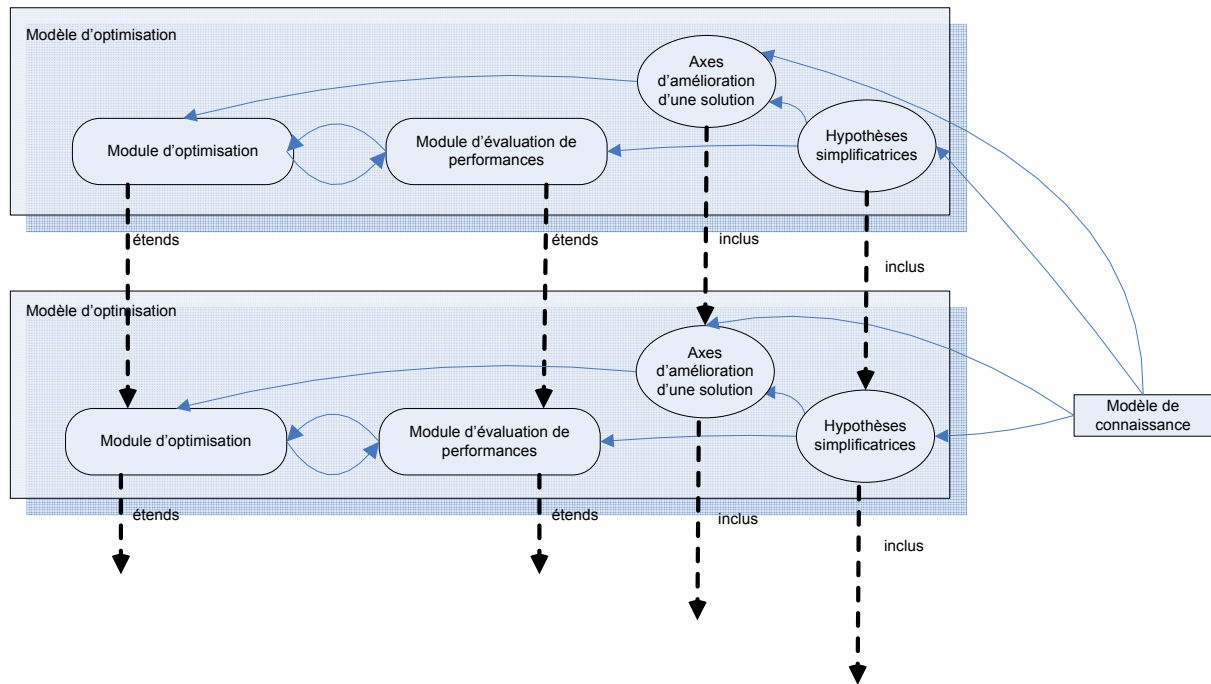 Modèle d'optimisation
Axes
d'amélioration
d'une solution
Module d'optimisation
Module d'évaluation de
performances
Hypothèses
simplificatrices
étends
étends
inclus
inclus
Modèle d'optimisation
Axes
d'amélioration
d'une solution
Module d'optimisation
Module d'évaluation de
performances
Hypothèses
simplificatrices
Modèle de
connaissance
étends
étends
inclus
inclus